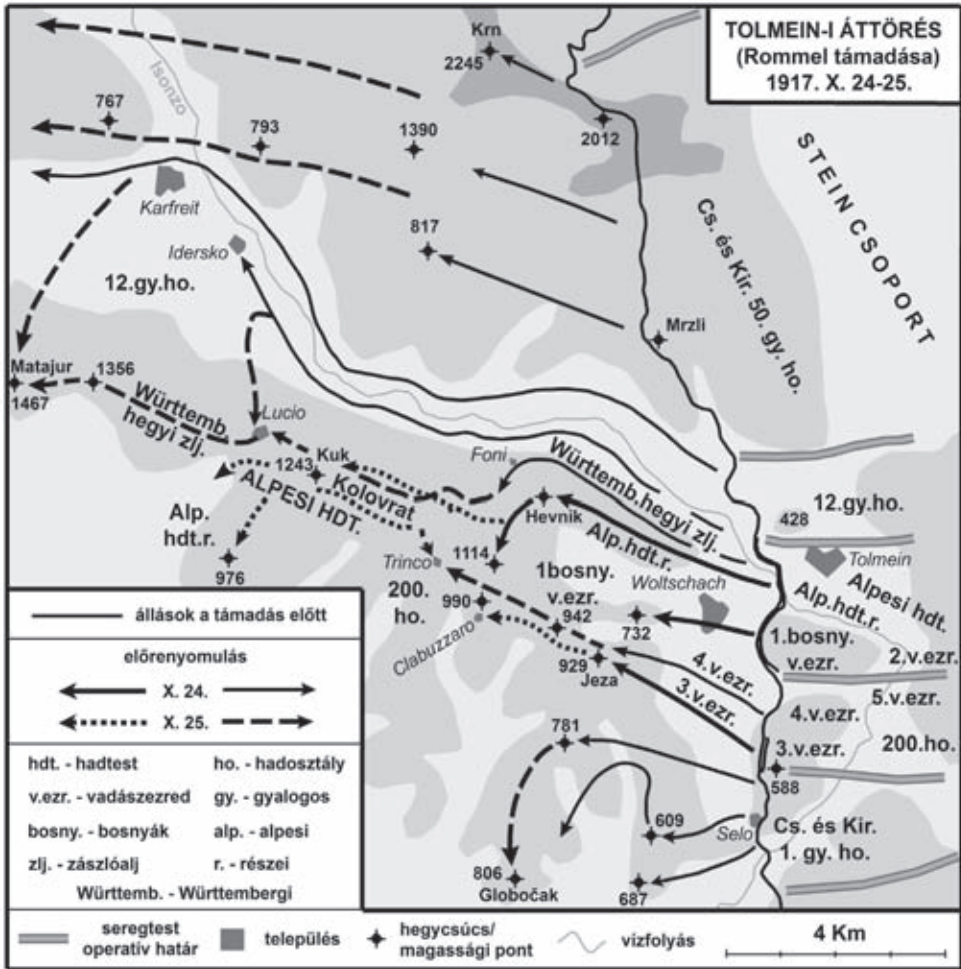 TOLMEIN-I ÁTTÖRÉS
(Rommel támadása)
1917. X. 24-25.
Krn
2245
2012
Isonzo
767
793
1390
STEINCSOPORT
Karfreit
Idersko
817
Cs. és Kir. 50. gy. ho.
12.gy.ho.
Mrzli
Matajur
1467
1356
Württemb.
hegyi zlj.
Lucio
Kuk
1243
Kolovrat
ALPESI HDT.
Foni
Württemb.hegyi zlj.
Hevnik
Alp.hdt.r.
12.gy.ho.
428
Tolmein
Alp.
hdt.r.
976
Trinco
1114
1bosny.
v.ezr.
Woltschach
Alpesi hdt.
Alp.hdt.r.
200.
ho.
990
942
732
Clabuzzaro
929
Jeza
4.v.ezr.
3.v.ezr.
1.bosny.
v.ezr.
2.v.ezr.
5.v.ezr.
4.v.ezr.
3.v.ezr.
200.ho.
588
781
609
Selo
Cs. és Kir.
1. gy. ho.
806
Globočak
687
állások a támadás előtt
előrenyomulás
X. 24.
X. 25.
hdt. - hadtest
ho. - hadosztály
v.ezr. - vadászezred
gy. - gyalogos
bosny. - bosnyák
alp. - alpesi
zlj. - zászlóalj
r. - részei
Württemb. - Württembergi
seregtest
operatív határ
település
hegycsúcs/
magassági pont
vízfolyás
4 Km